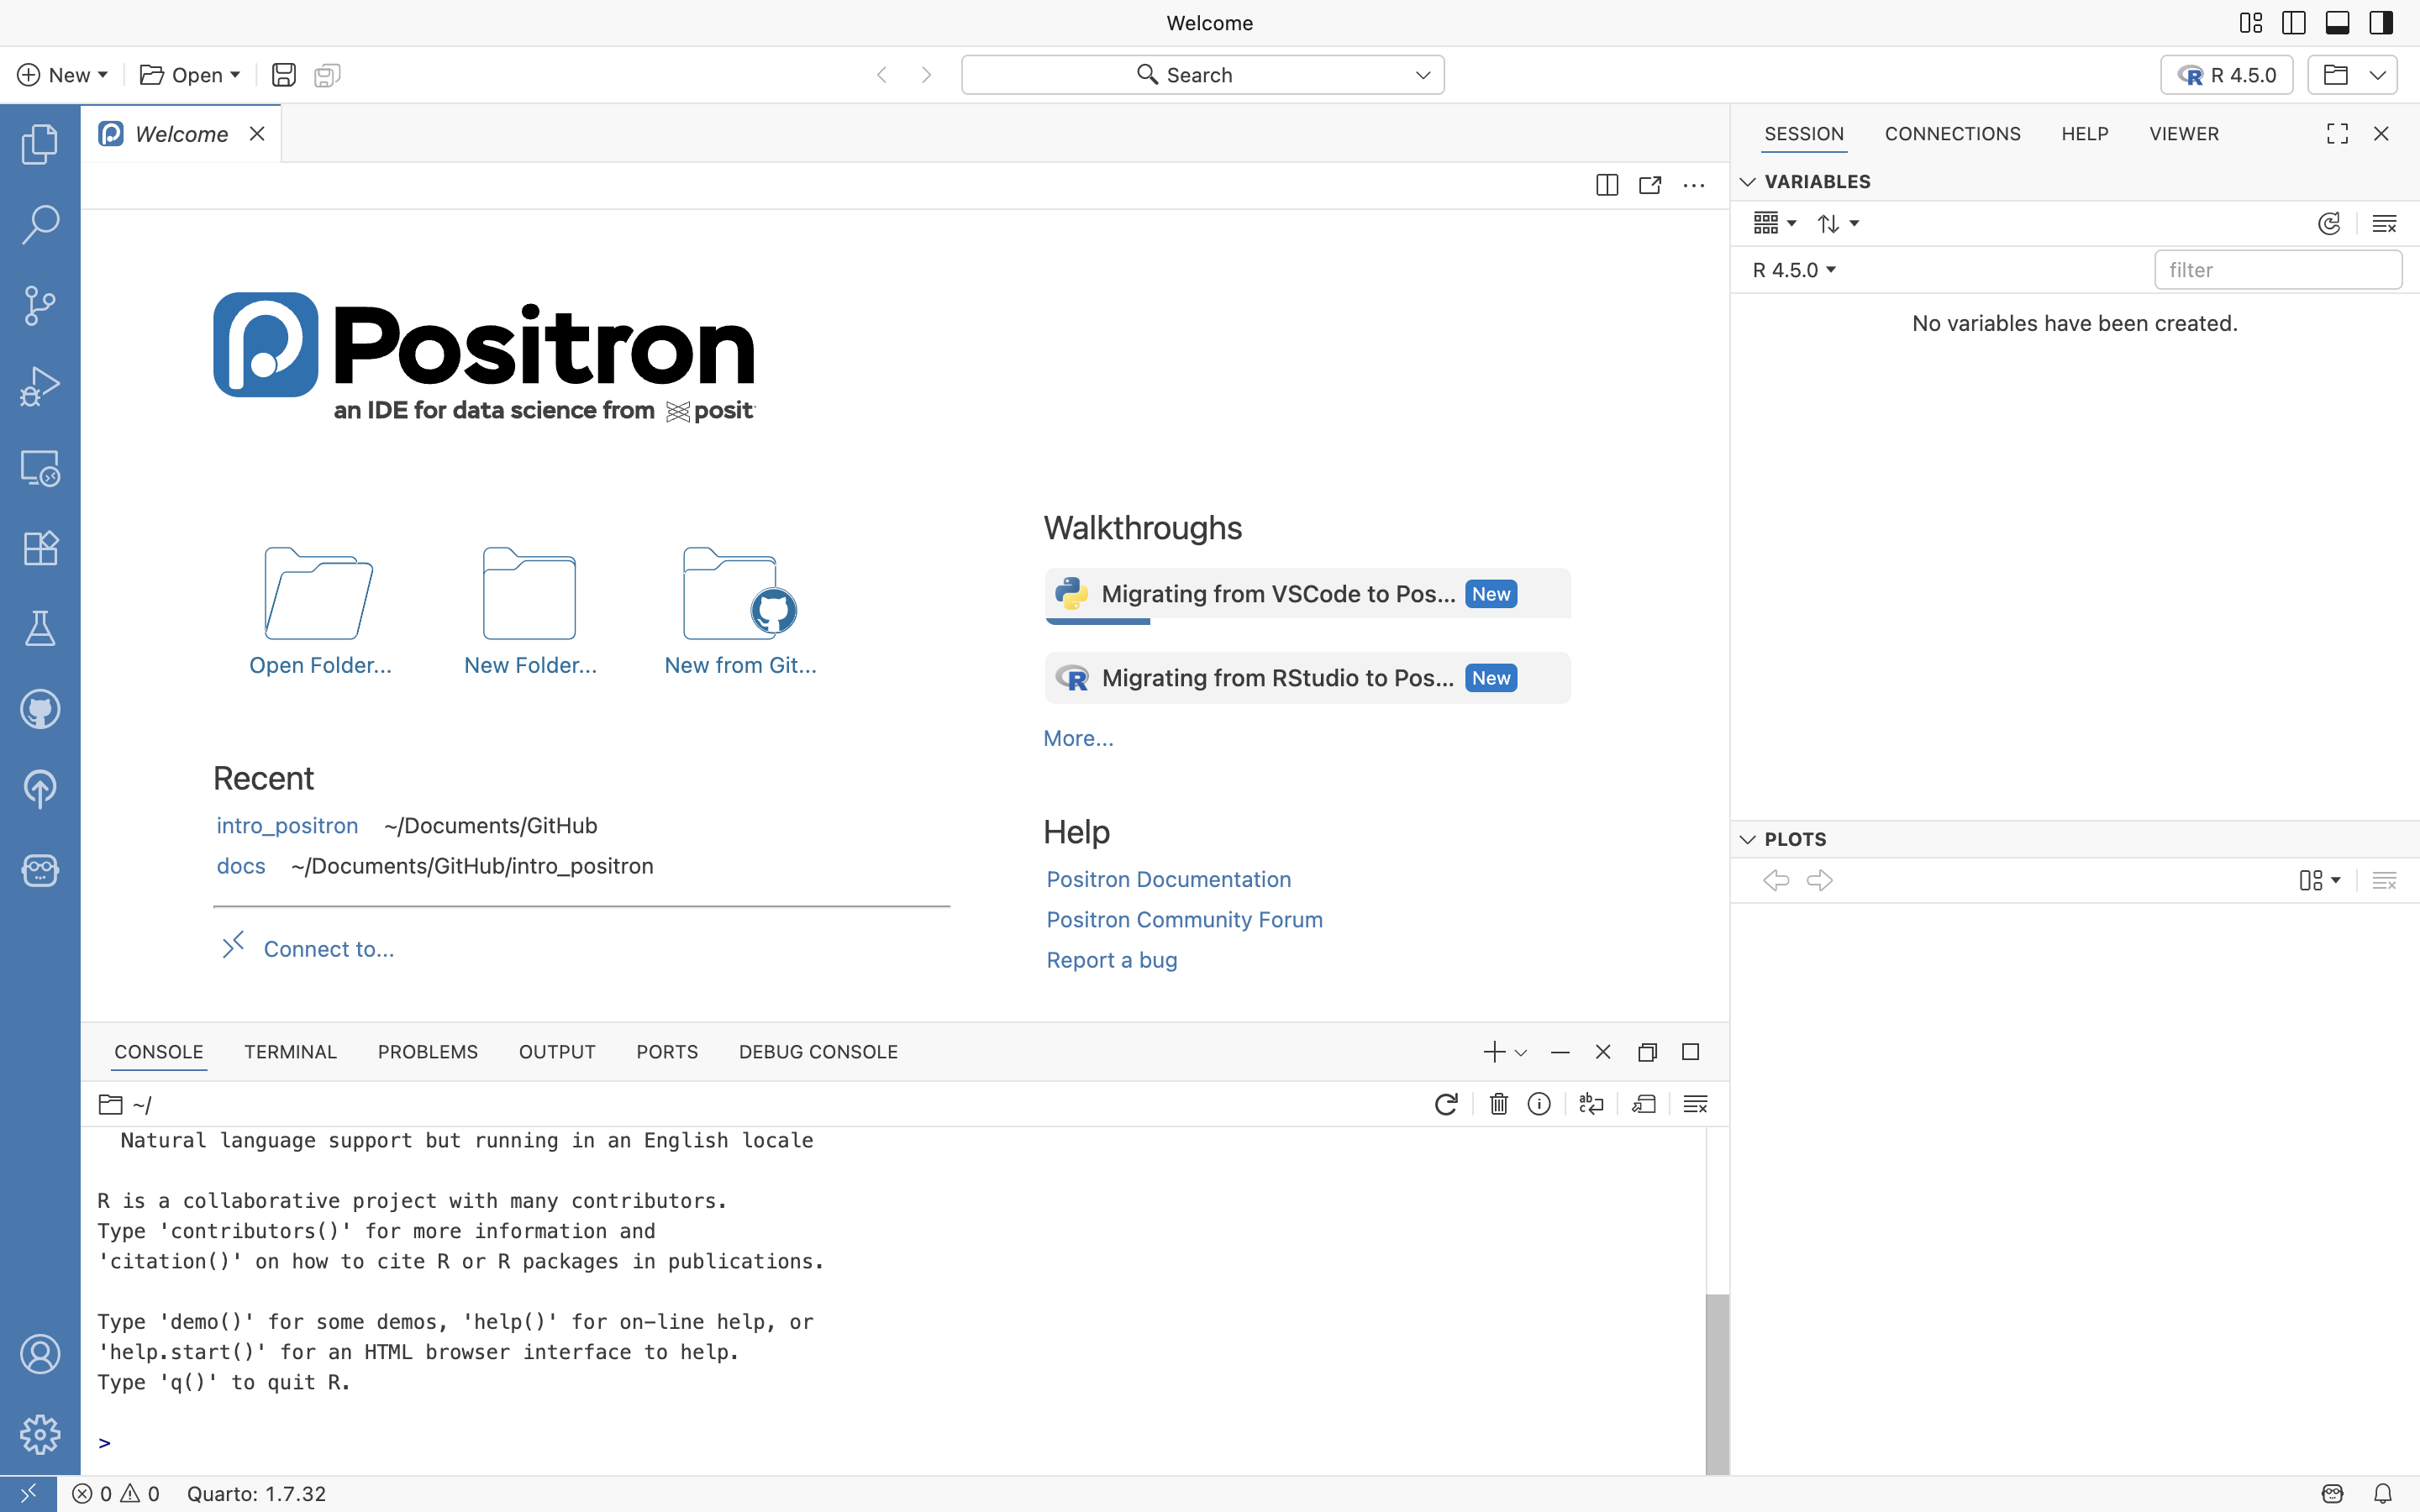 Welcome
New
Open
Search
R 4.5.0
Welcome
Positron
an IDE for data science from posit
Open Folder...
New Folder...
New from Git...
Recent
intro_positron ~/Documents/GitHub
docs ~/Documents/GitHub/intro_positron
Connect to...
Walkthroughs
Migrating from VSCode to Pos... New
Migrating from RStudio to Pos... New
More...
Help
Positron Documentation
Positron Community Forum
Report a bug
CONSOLE TERMINAL PROBLEMS OUTPUT PORTS DEBUG CONSOLE
~/
Natural language support but running in an English locale
R is a collaborative project with many contributors.
Type 'contributors()' for more information and
'citation()' on how to cite R or R packages in publications.
Type 'demo()' for some demos, 'help()' for on-line help, or
'help.start()' for an HTML browser interface to help.
Type 'q()' to quit R.
>
SESSION CONNECTIONS HELP VIEWER
VARIABLES
R 4.5.0
filter
No variables have been created.
PLOTS
0 0 Quarto: 1.7.32